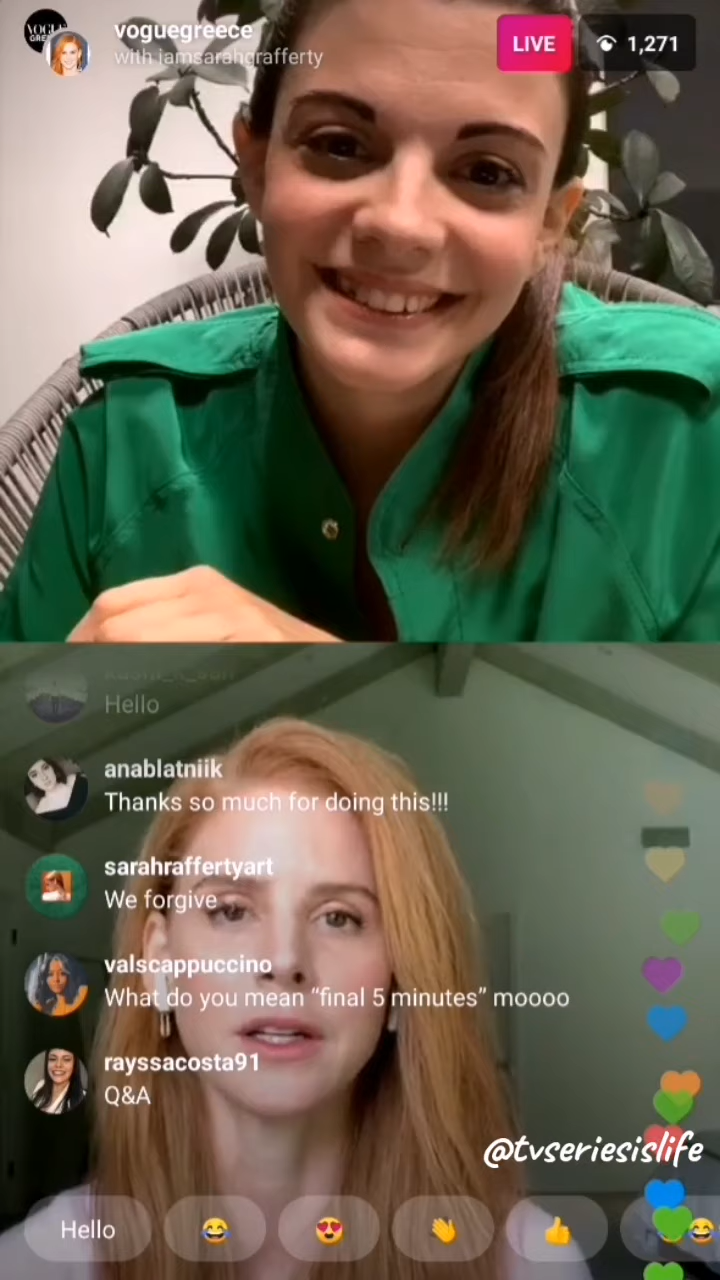 VOGUE
voguegreece
with iamsarahgrafferty
LIVE
1,271
Hello
anablatniik
Thanks so much for doing this!!!
sarahraffertyart
We forgive
valscappuccino
What do you mean “final 5 minutes” moooo
rayssacosta91
Q&A
@tvseriesislife
Hello